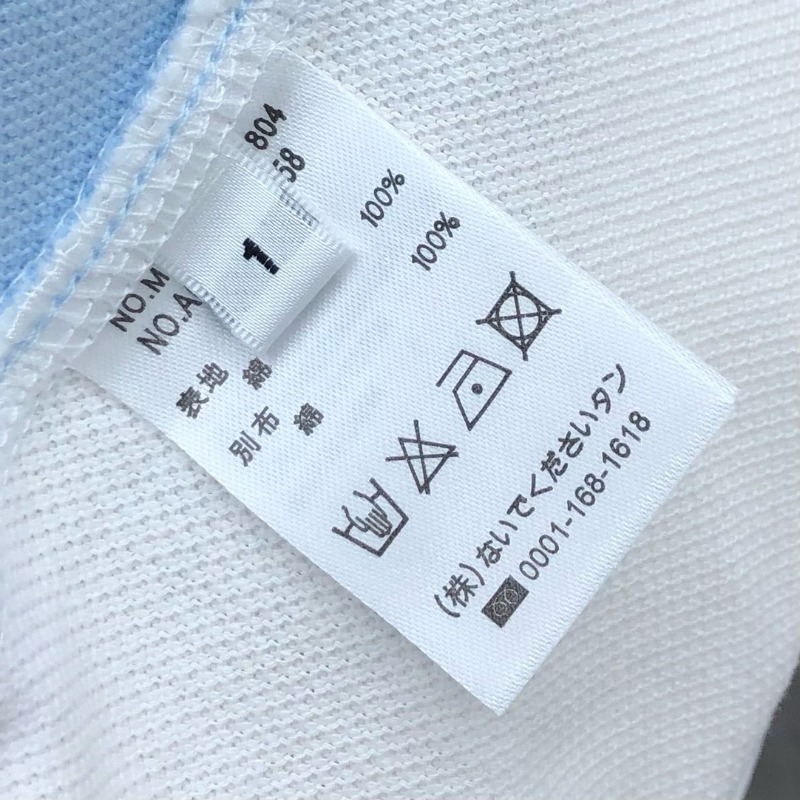 NO.M 804
NO.A 58
1
表地 綿 100%
別布 綿 100%
(株)ないでくださいタン
0001-168-1618